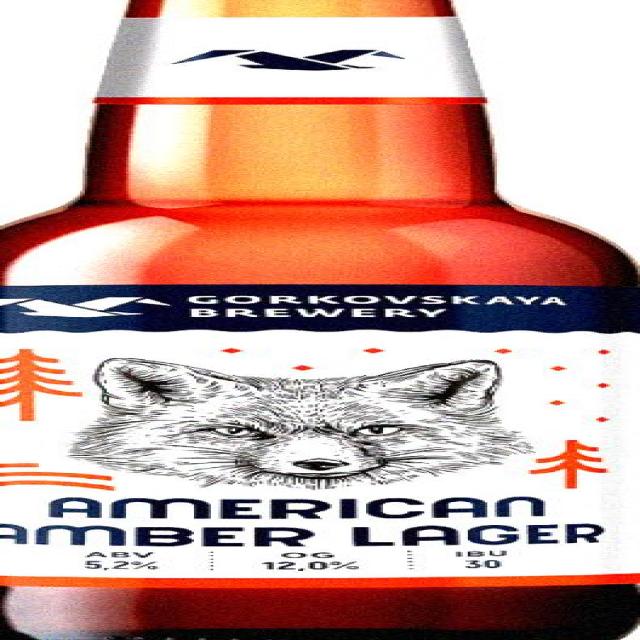 GORKOVSKAYA
BREWERY
AMERICAN
AMBER LAGER
ABV OG IBU
5,2% 12,0% 30